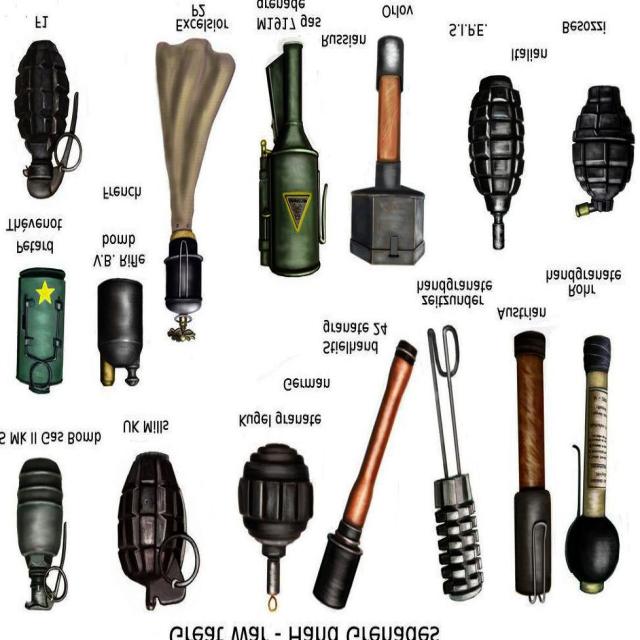 Great War - Hand Grenades
S Mk II Gas Bomb
UK Mills
Kugel granate
German
Stielhand
granate 24
zeitzunder
handgranate
Austrian
Rohr
handgranate
Petard
Thévenot
V.B. Rifle
bomb
French
F1
Excelsior
P2
M1917 gas
grenade
Russian
Orlov
S.I.P.E.
Italian
Besozzi